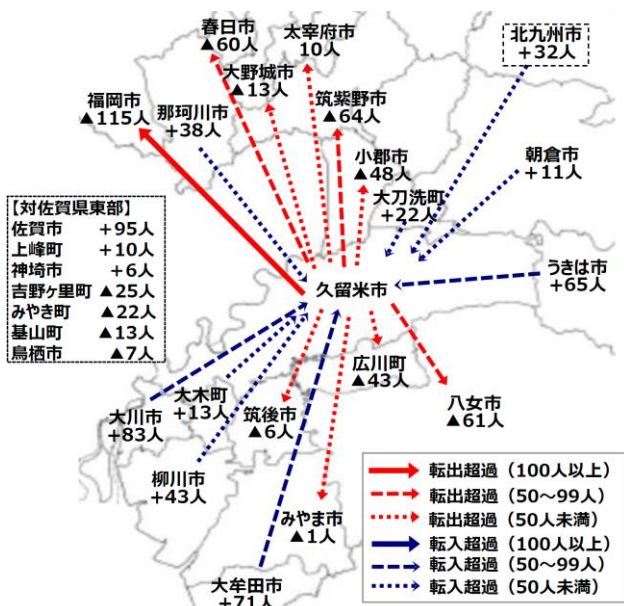 春日市
▲60人
太宰府市
10人
北九州市
+32人
大野城市
▲13人
福岡市
▲115人
那珂川市
+38人
筑紫野市
▲64人
小郡市
▲48人
朝倉市
+11人
大刀洗町
+22人
【対佐賀県東部】
佐賀市 +95人
上峰町 +10人
神埼市 +6人
吉野ヶ里町 ▲25人
みやき町 ▲22人
基山町 ▲13人
鳥栖市 ▲7人
久留米市
うきは市
+65人
広川町
▲43人
大木町
+13人
大川市
+83人
筑後市
▲6人
八女市
▲61人
柳川市
+43人
みやま市
▲1人
大牟田市
+71人
転出超過（100人以上）
転出超過（50～99人）
転出超過（50人未満）
転入超過（100人以上）
転入超過（50～99人）
転入超過（50人未満）